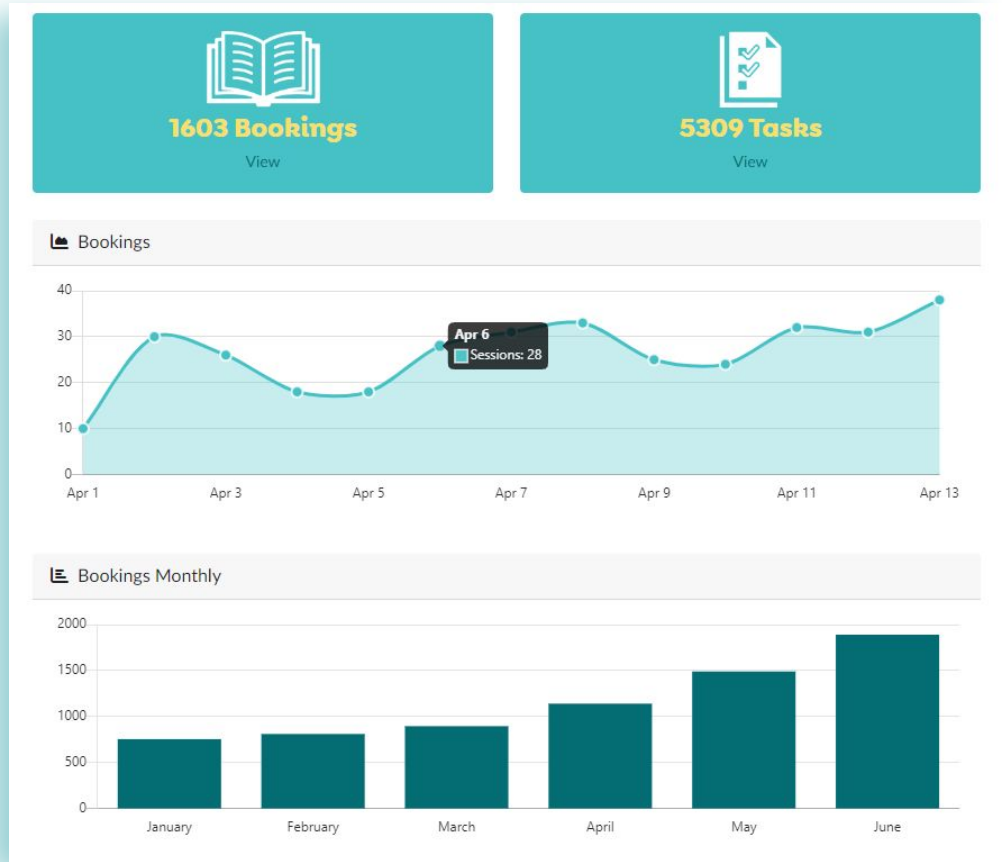 1603 Bookings
View
5309 Tasks
View
Bookings
40
30
20
10
0
Apr 6
Sessions: 28
Apr 1 Apr 3 Apr 5 Apr 7 Apr 9 Apr 11 Apr 13
Bookings Monthly
2000
1500
1000
500
0
January February March April May June